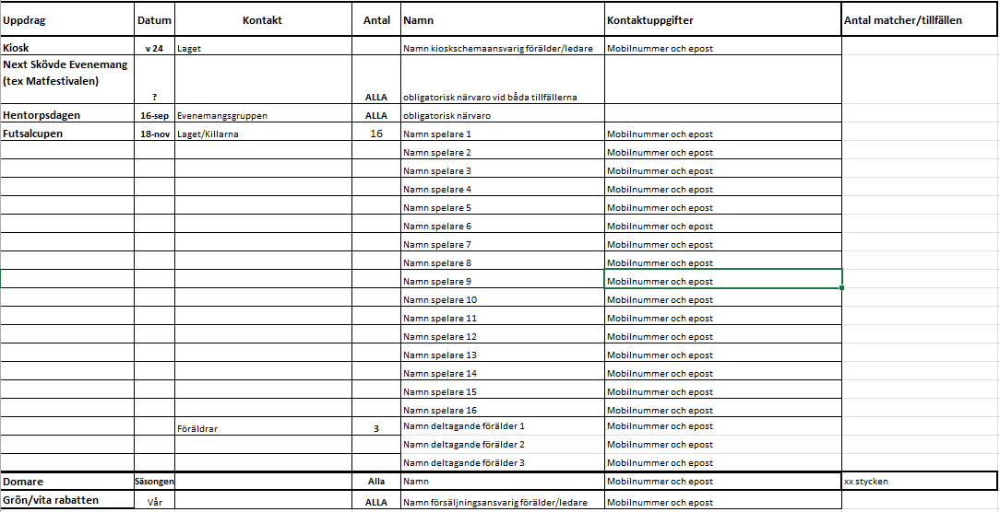 Uppdrag Datum Kontakt Antal Namn Kontaktuppgifter Antal matcher/tillfällen
Kiosk v 24 Laget Namn kioskschemaansvarig förälder/ledare Mobilnummer och epost
Next Skövde Evenemang
(tex Matfestivalen)
? ALLA obligatorisk närvaro vid båda tillfällerna
Hentorpsdagen 16-sep Evenemangsgruppen ALLA obligatorisk närvaro
Futsalcupen 18-nov Laget/Killarna 16 Namn spelare 1 Mobilnummer och epost
Namn spelare 2 Mobilnummer och epost
Namn spelare 3 Mobilnummer och epost
Namn spelare 4 Mobilnummer och epost
Namn spelare 5 Mobilnummer och epost
Namn spelare 6 Mobilnummer och epost
Namn spelare 7 Mobilnummer och epost
Namn spelare 8 Mobilnummer och epost
Namn spelare 9 Mobilnummer och epost
Namn spelare 10 Mobilnummer och epost
Namn spelare 11 Mobilnummer och epost
Namn spelare 12 Mobilnummer och epost
Namn spelare 13 Mobilnummer och epost
Namn spelare 14 Mobilnummer och epost
Namn spelare 15 Mobilnummer och epost
Namn spelare 16 Mobilnummer och epost
Föräldrar 3 Namn deltagande förälder 1 Mobilnummer och epost
Namn deltagande förälder 2 Mobilnummer och epost
Namn deltagande förälder 3 Mobilnummer och epost
Domare Säsongen Alla Namn Mobilnummer och epost xx stycken
Grön/vita rabatten Vår ALLA Namn försäljningsansvarig förälder/ledare Mobilnummer och epost